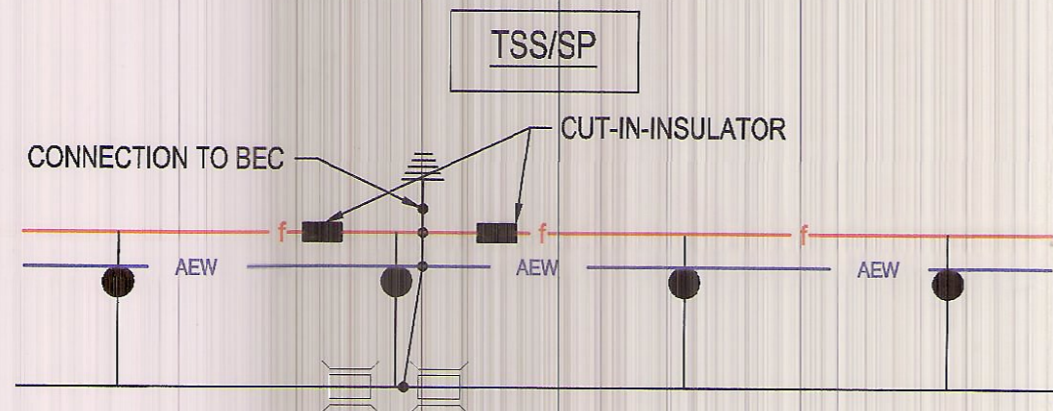 TSS/SP
CUT-IN-INSULATOR
CONNECTION TO BEC
f
f
f
AEW
AEW
AEW